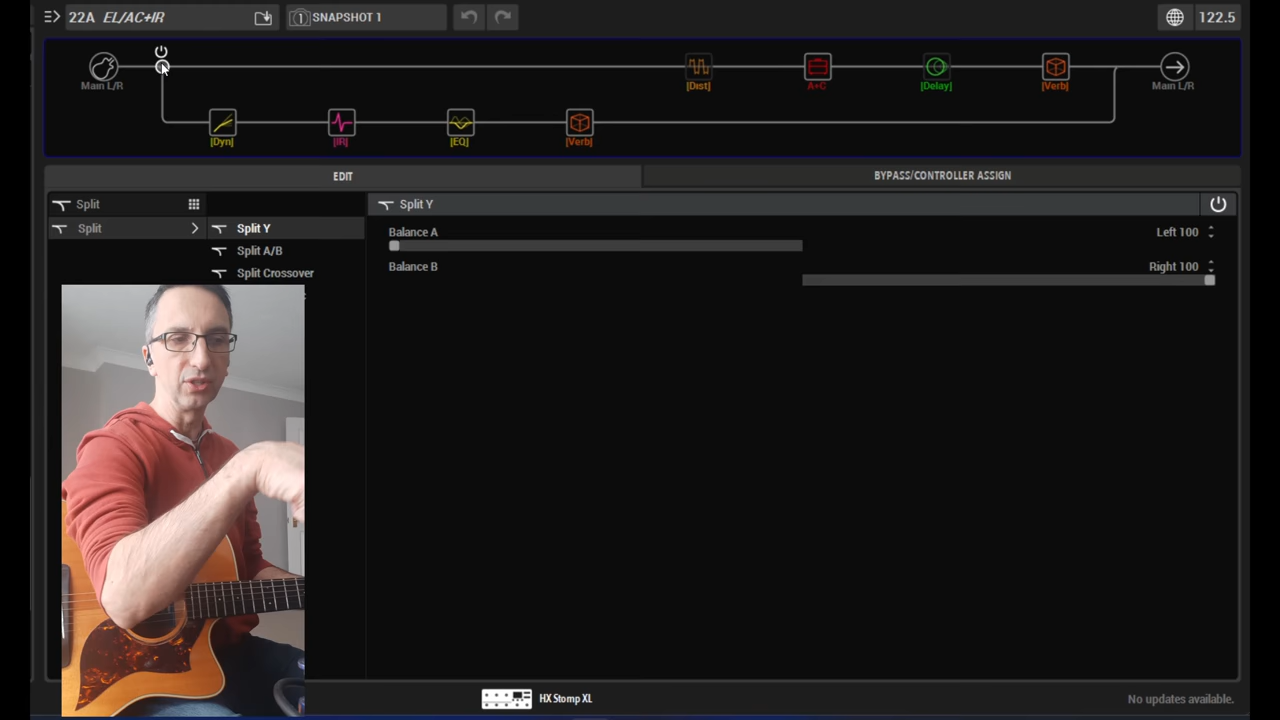 22A EL/AC+IR
1 SNAPSHOT 1
122.5
Main L/R
|Dist|
A+C
|Delay|
|Verb|
Main L/R
|Dyn|
|IR|
|EQ|
|Verb|
EDIT
BYPASS/CONTROLLER ASSIGN
Split
Split Y
Split
Split Y
Balance A
Left 100
Split A/B
Balance B
Right 100
Split Crossover
HX Stomp XL
No updates available.